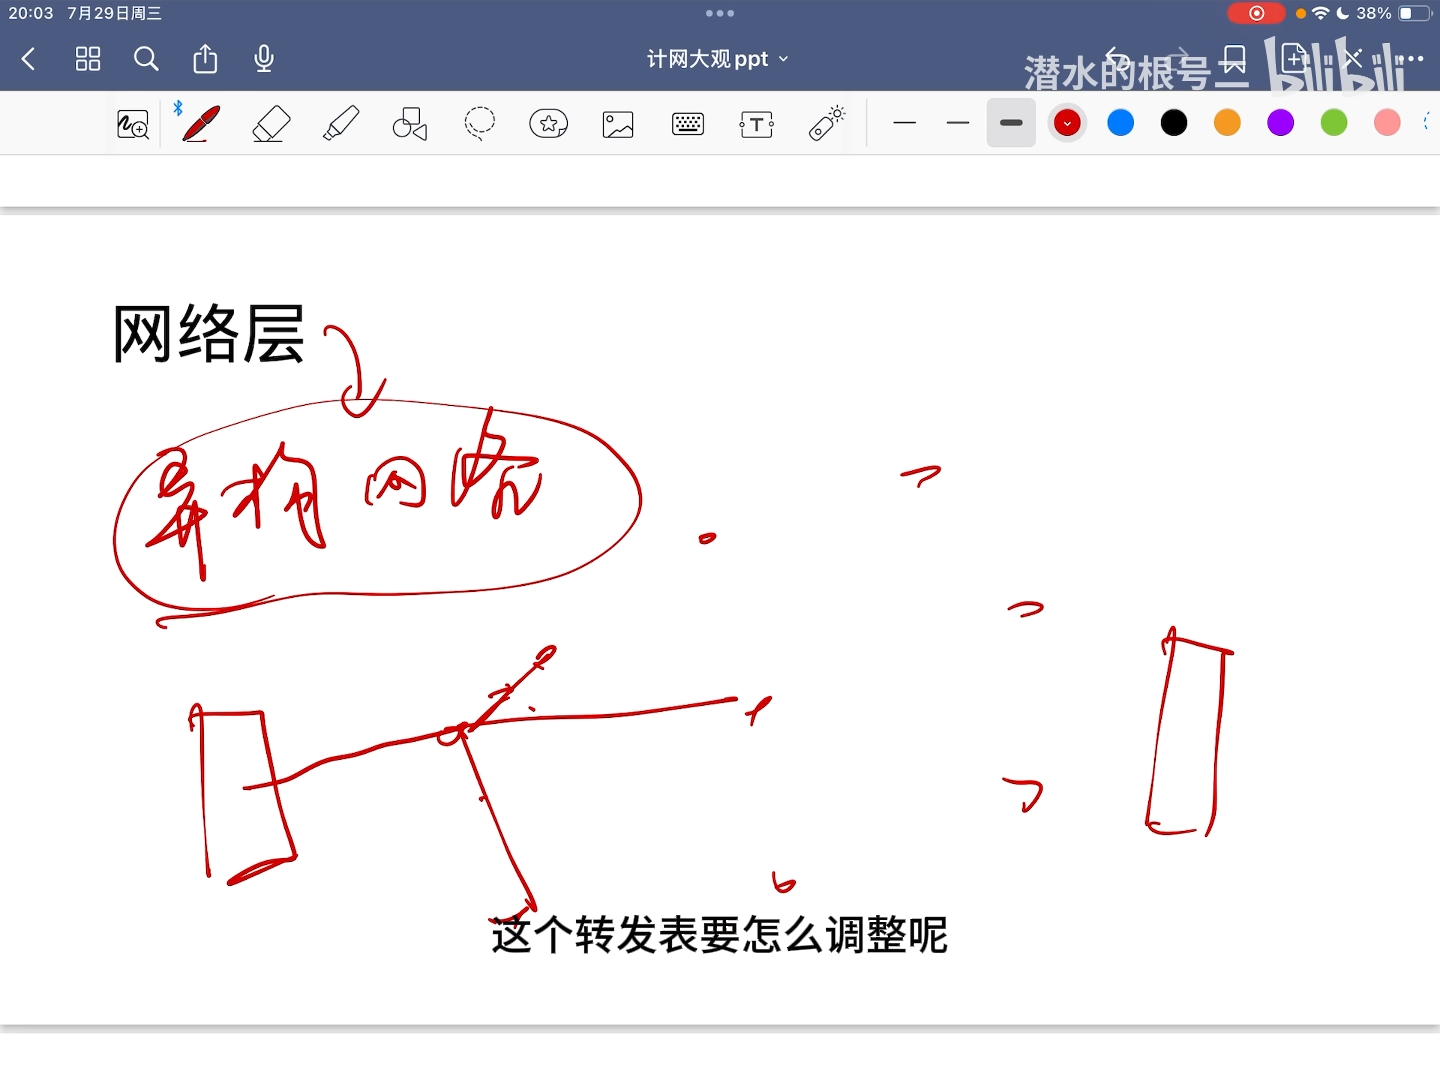 20:03 7月29日周三
38%
计网大观ppt
潜水的根号二 bilibili
网络层
异构网络
这个转发表要怎么调整呢